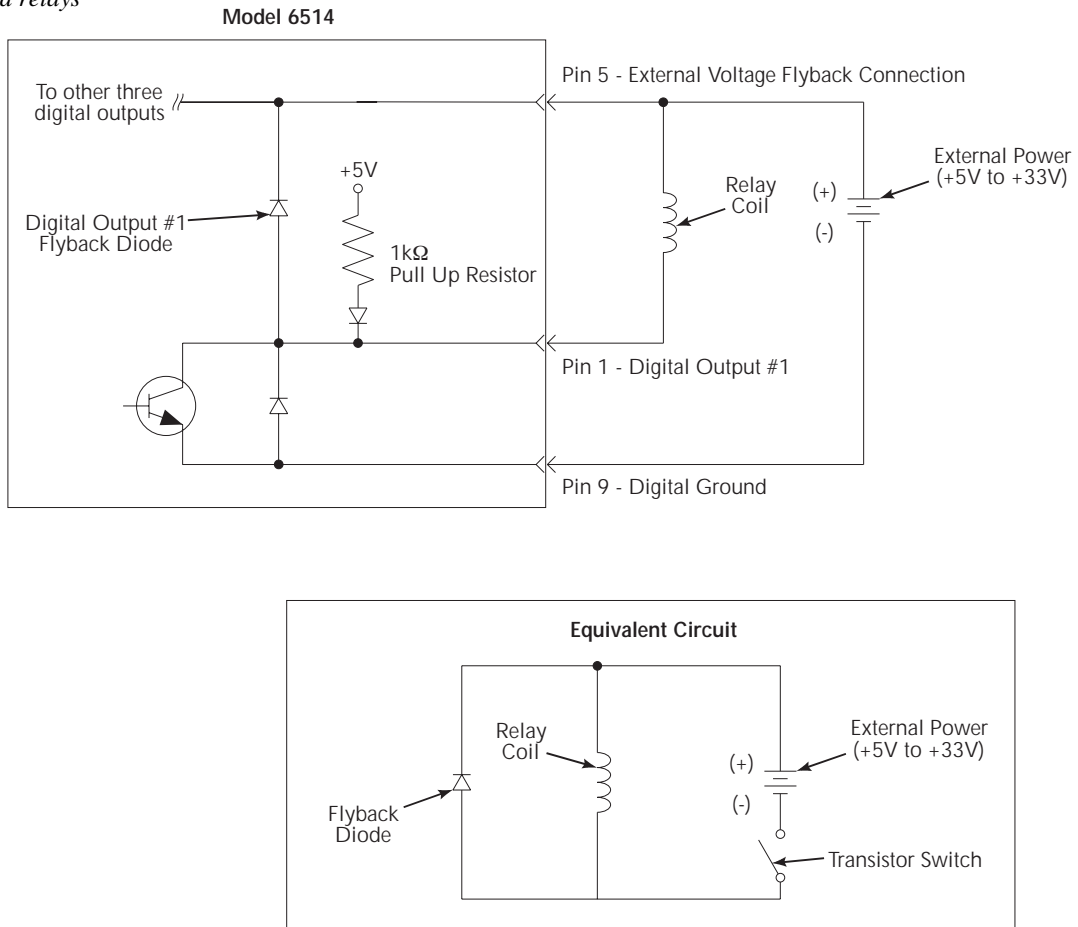 d relays
Model 6514
To other three
digital outputs
Pin 5 - External Voltage Flyback Connection
+5V
External Power
(+5V to +33V)
Relay
Coil
(+)
(-)
Digital Output #1
Flyback Diode
1kΩ
Pull Up Resistor
Pin 1 - Digital Output #1
Pin 9 - Digital Ground
Equivalent Circuit
Relay
Coil
External Power
(+5V to +33V)
(+)
(-)
Flyback
Diode
Transistor Switch